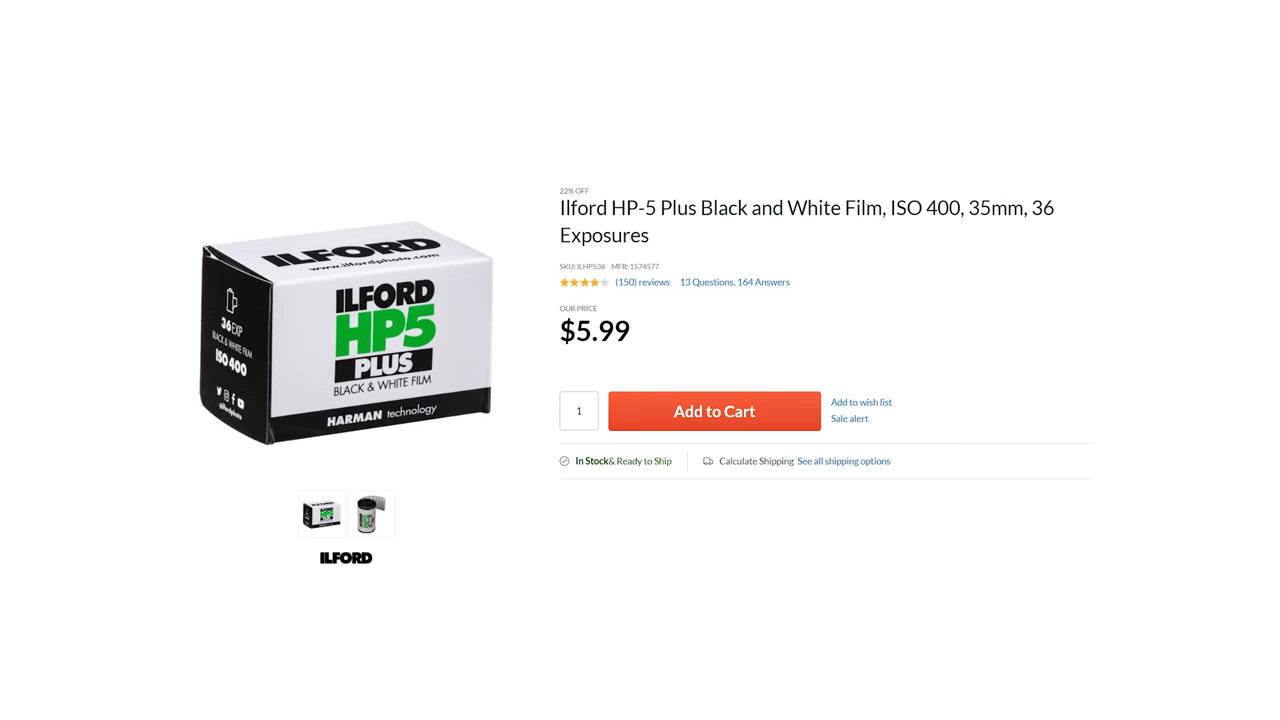 22% OFF
Ilford HP-5 Plus Black and White Film, ISO 400, 35mm, 36
Exposures
SKU: ILHP536 MFR: 1574577
(150) reviews 13 Questions, 164 Answers
OUR PRICE
$5.99
1 Add to Cart
Add to wish list
Sale alert
In Stock& Ready to Ship Calculate Shipping See all shipping options
ILFORD
www.ilfordphoto.com
36 EXP
BLACK & WHITE FILM
ISO 400
@ilfordphoto
ILFORD
HP5
PLUS
BLACK & WHITE FILM
HARMAN technology
ILFORD